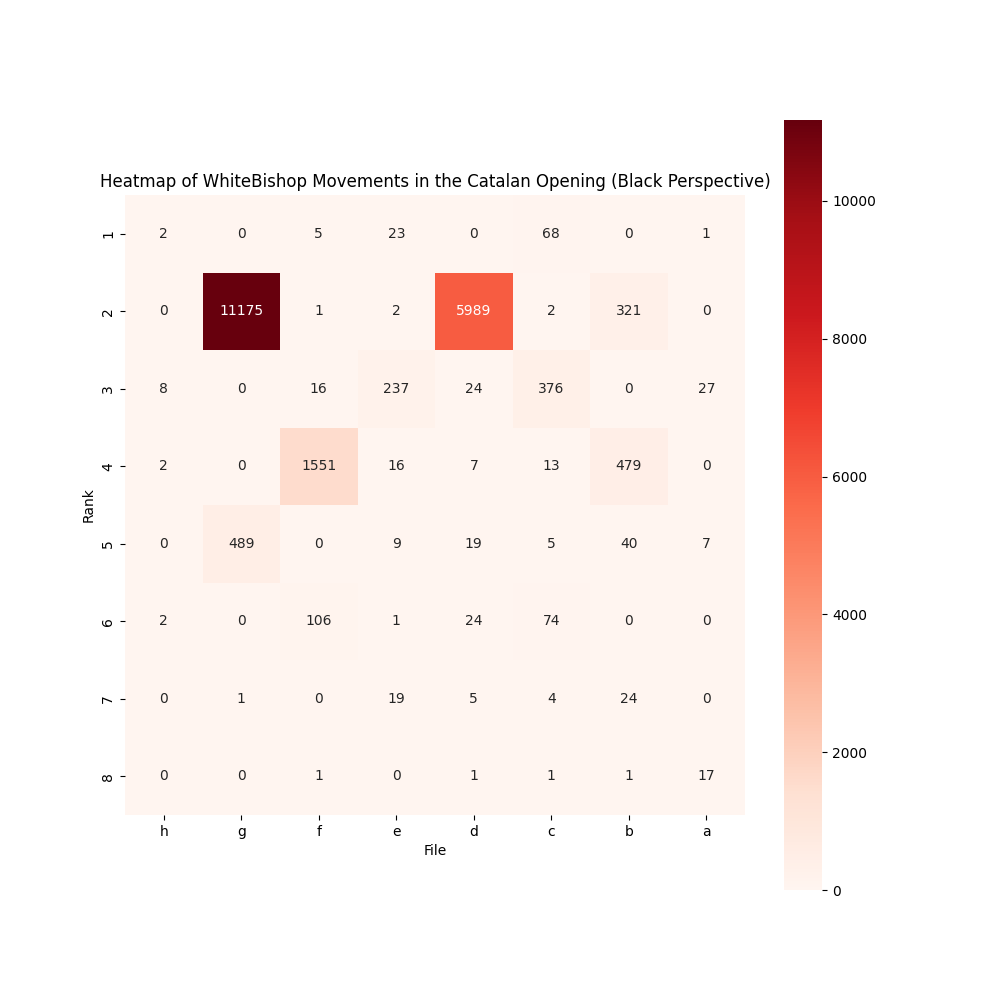 Heatmap of WhiteBishop Movements in the Catalan Opening (Black Perspective)
1 2 0 5 23 0 68 0 1
2 0 11175 1 2 5989 2 321 0
3 8 0 16 237 24 376 0 27
4 2 0 1551 16 7 13 479 0
Rank
5 0 489 0 9 19 5 40 7
6 2 0 106 1 24 74 0 0
7 0 1 0 19 5 4 24 0
8 0 0 1 0 1 1 1 17
h g f e d c b a
File
10000
8000
6000
4000
2000
0